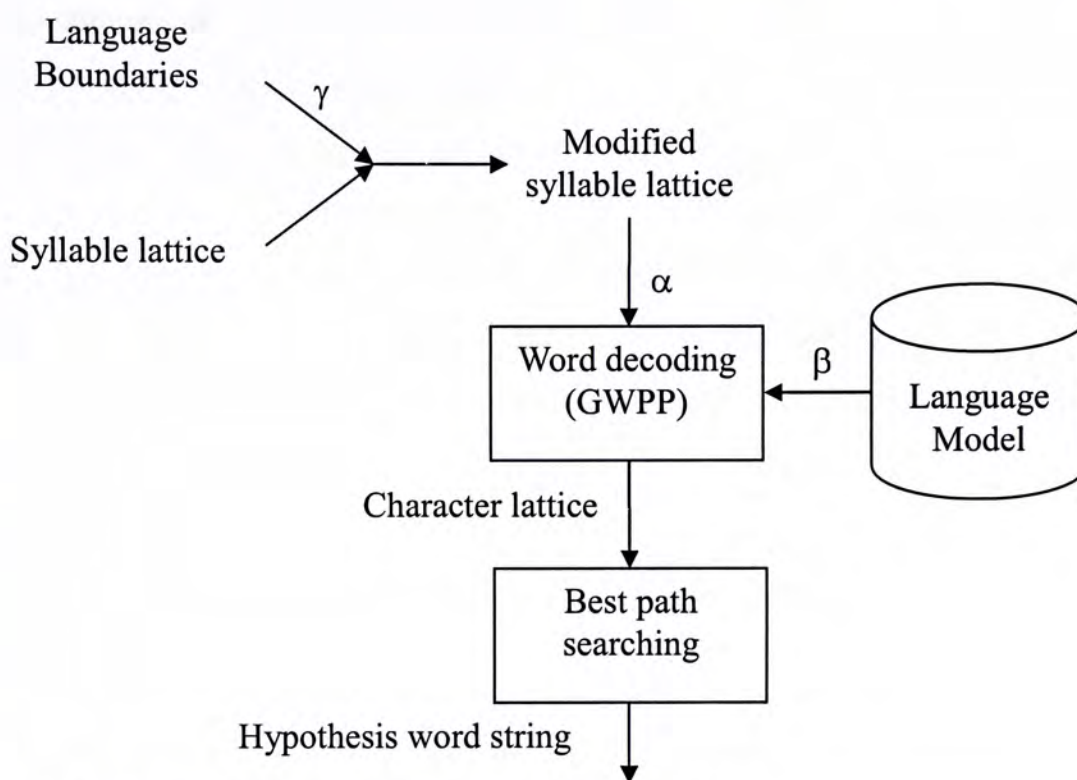 Language
Boundaries
γ
Modified
syllable lattice
Syllable lattice
α
Word decoding
(GWPP)
β
Language
Model
Character lattice
Best path
searching
Hypothesis word string